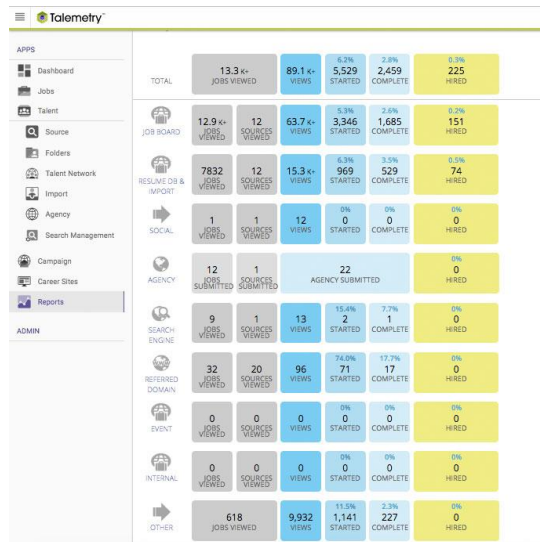 Talemetry™
APPS
Dashboard
Jobs
Talent
Source
Folders
Talent Network
Import
Agency
Search Management
Campaign
Career Sites
Reports
ADMIN
TOTAL
13.3 K+
JOBS VIEWED
89.1 K+
VIEWS
6.2%
5,529
STARTED
2.8%
2,459
COMPLETE
0.3%
225
HIRED
JOB BOARD
12.9 K+
JOBS
VIEWED
12
SOURCES
VIEWED
63.7 K+
VIEWS
5.3%
3,346
STARTED
2.6%
1,685
COMPLETE
0.2%
151
HIRED
RESUME DB &
IMPORT
7832
JOBS
VIEWED
12
SOURCES
VIEWED
15.3 K+
VIEWS
6.3%
969
STARTED
3.5%
529
COMPLETE
0.5%
74
HIRED
SOCIAL
1
JOBS
VIEWED
1
SOURCES
VIEWED
12
VIEWS
0%
0
STARTED
0%
0
COMPLETE
0%
0
HIRED
AGENCY
12
JOBS
SUBMITTED
1
SOURCES
SUBMITTED
22
AGENCY SUBMITTED
0%
0
HIRED
SEARCH
ENGINE
9
JOBS
VIEWED
1
SOURCES
VIEWED
13
VIEWS
15.4%
2
STARTED
7.7%
1
COMPLETE
0%
0
HIRED
REFERRED
DOMAIN
32
JOBS
VIEWED
20
SOURCES
VIEWED
96
VIEWS
74.0%
71
STARTED
17.7%
17
COMPLETE
0%
0
HIRED
EVENT
0
JOBS
VIEWED
0
SOURCES
VIEWED
0
VIEWS
0%
0
STARTED
0%
0
COMPLETE
0%
0
HIRED
INTERNAL
0
JOBS
VIEWED
0
SOURCES
VIEWED
0
VIEWS
0%
0
STARTED
0%
0
COMPLETE
0%
0
HIRED
OTHER
618
JOBS VIEWED
9,932
VIEWS
11.5%
1,141
STARTED
2.3%
227
COMPLETE
0%
0
HIRED